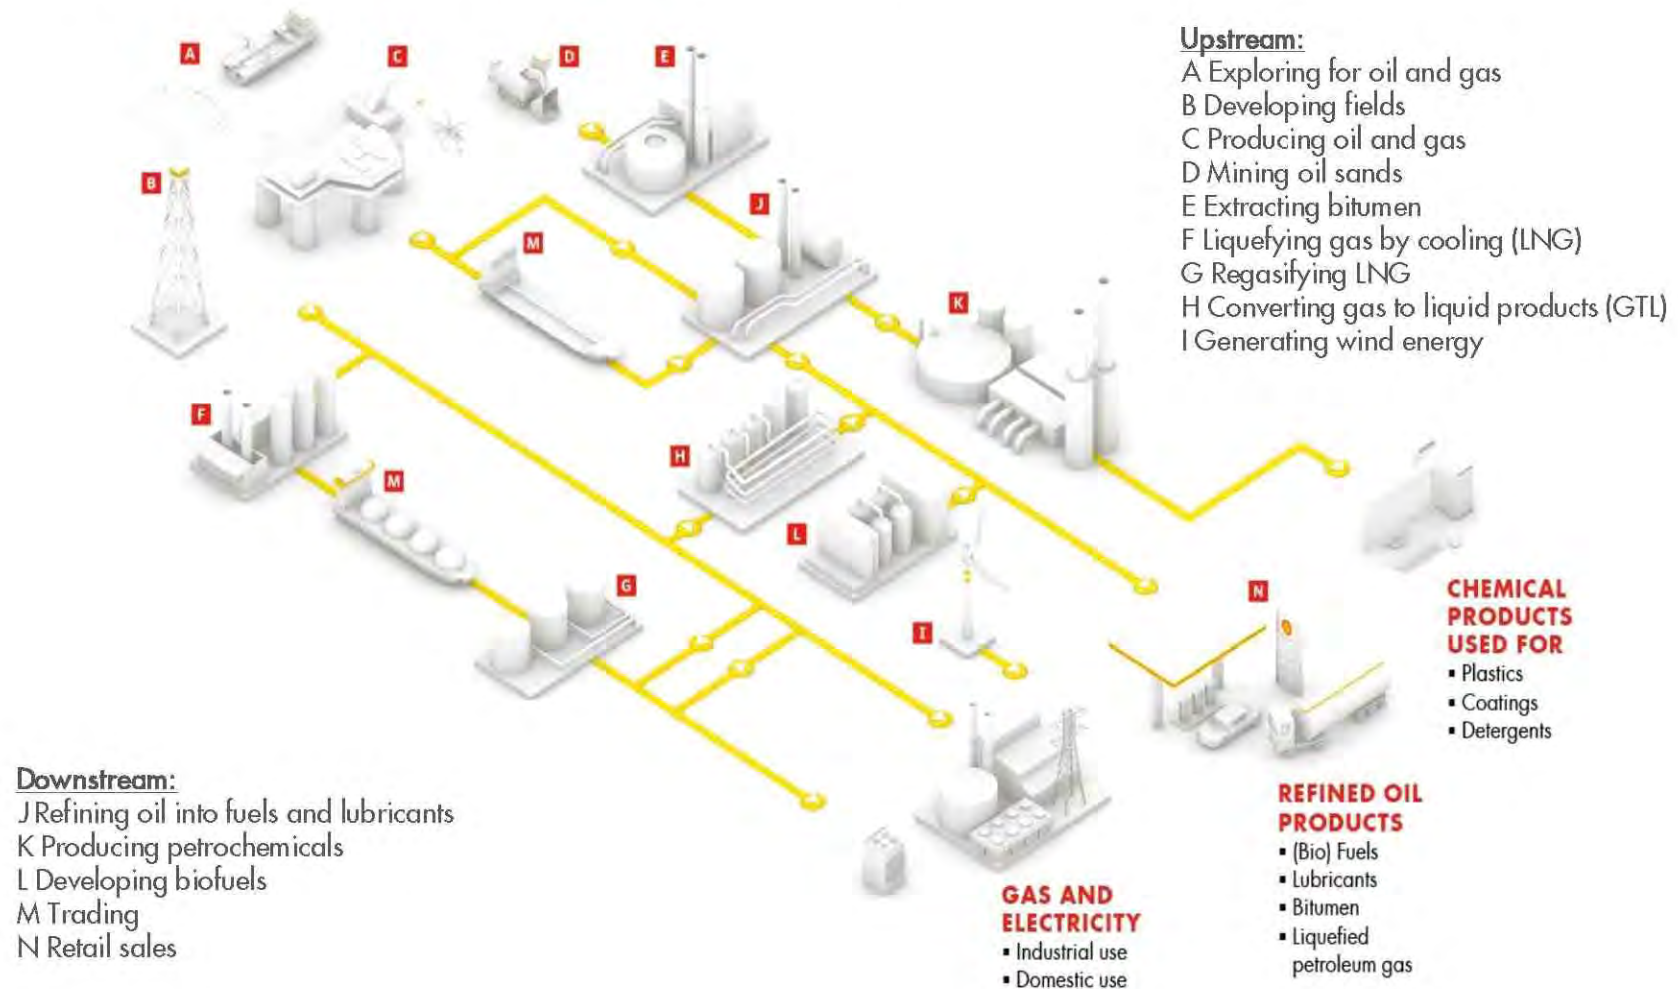 A
C
D
E
B
J
M
K
F
M
H
L
G
I
N
Upstream:
A Exploring for oil and gas
B Developing fields
C Producing oil and gas
D Mining oil sands
E Extracting bitumen
F Liquefying gas by cooling (LNG)
G Regasifying LNG
H Converting gas to liquid products (GTL)
I Generating wind energy
Downstream:
J Refining oil into fuels and lubricants
K Producing petrochemicals
L Developing biofuels
M Trading
N Retail sales
GAS AND
ELECTRICITY
▪ Industrial use
▪ Domestic use
REFINED OIL
PRODUCTS
▪ (Bio) Fuels
▪ Lubricants
▪ Bitumen
▪ Liquefied
petroleum gas
CHEMICAL
PRODUCTS
USED FOR
▪ Plastics
▪ Coatings
▪ Detergents